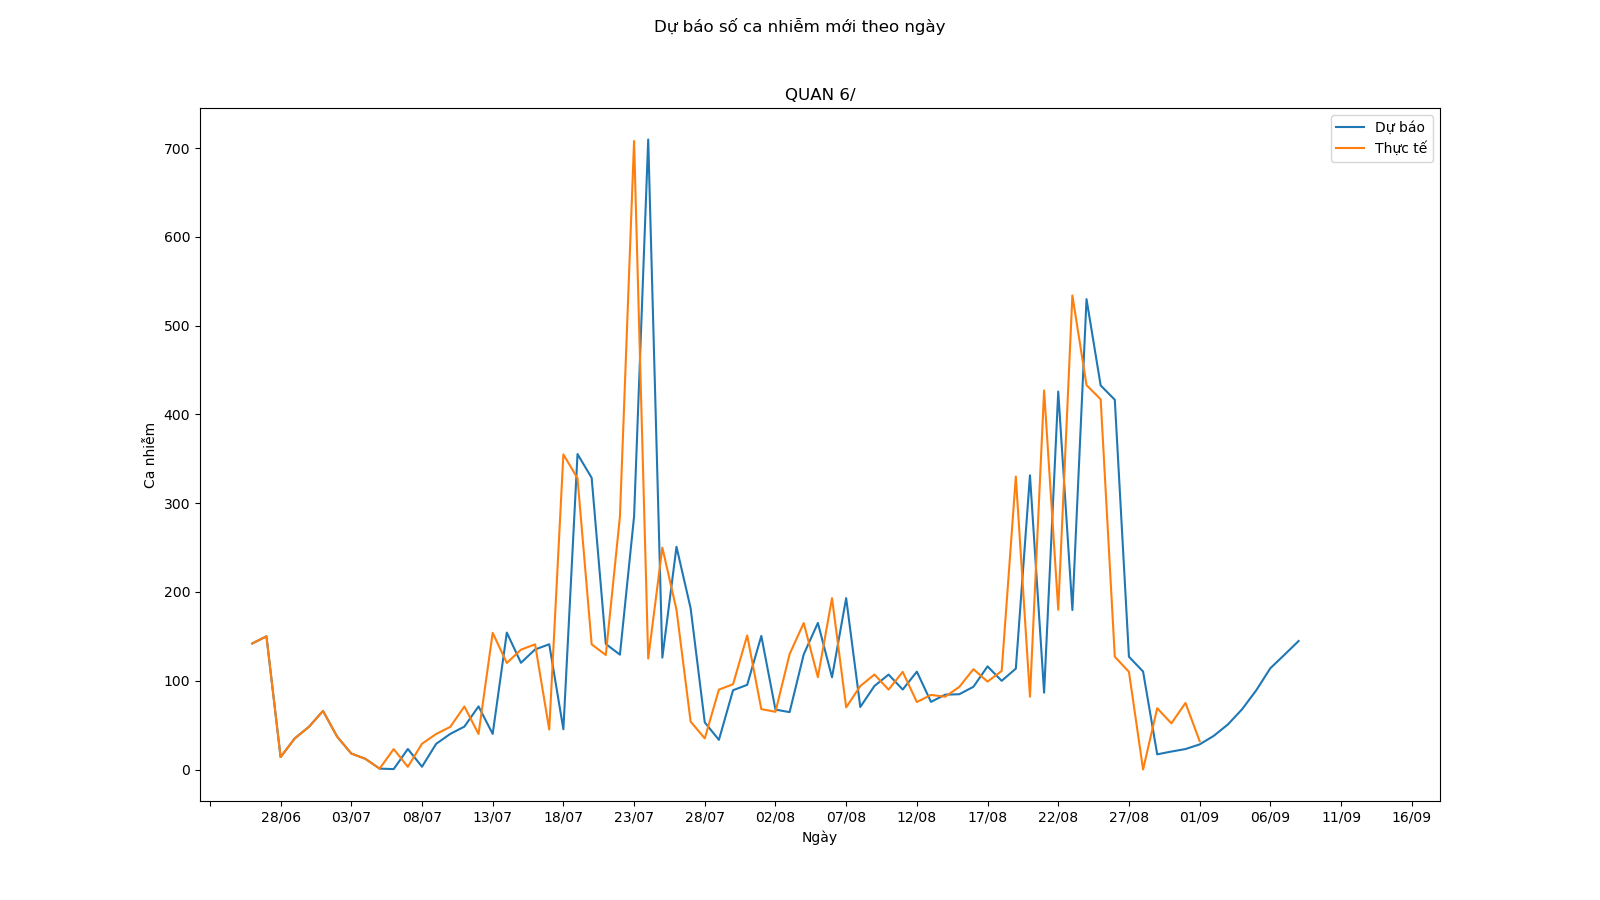 Dự báo số ca nhiễm mới theo ngày
QUAN 6/
Dự báo
Thực tế
700
600
500
400
300
200
100
0
Ca nhiễm
28/06 03/07 08/07 13/07 18/07 23/07 28/07 02/08 07/08 12/08 17/08 22/08 27/08 01/09 06/09 11/09 16/09
Ngày